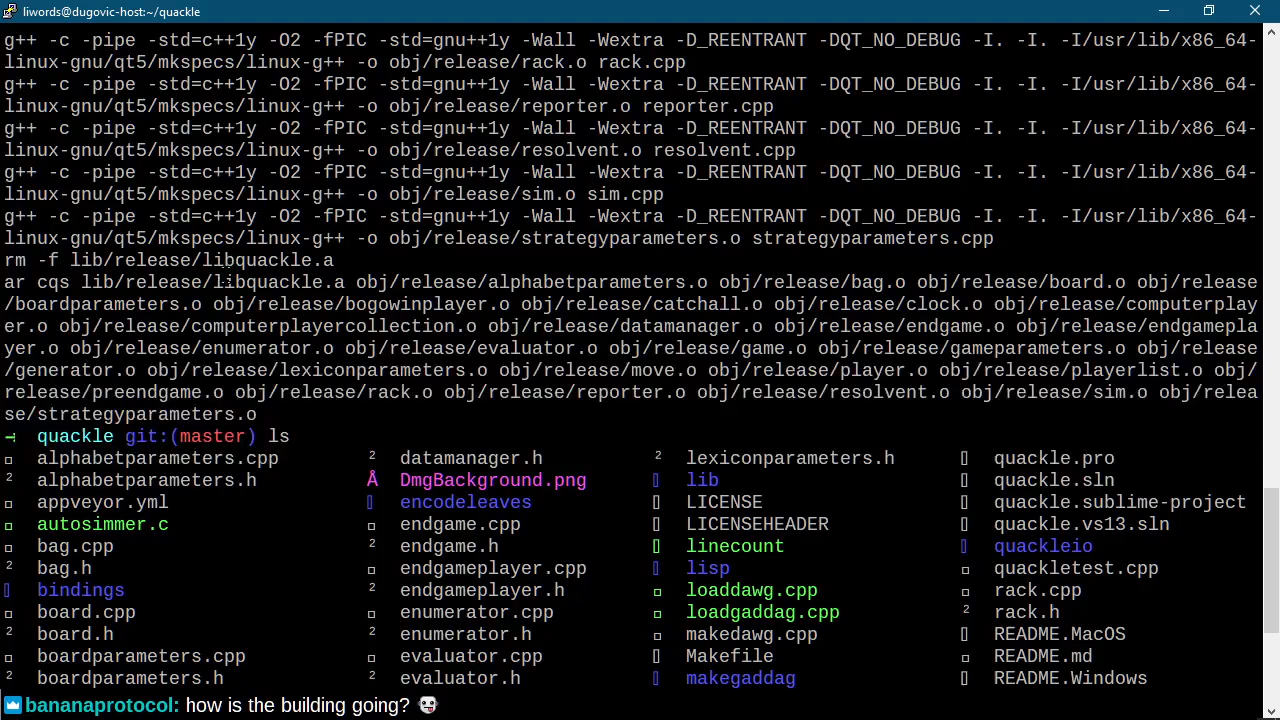 liwords@dugovic-host:~/quackle
g++ -c -pipe -std=c++1y -O2 -fPIC -std=gnu++1y -Wall -Wextra -D_REENTRANT -DQT_NO_DEBUG -I. -I. -I/usr/lib/x86_64-
linux-gnu/qt5/mkspecs/linux-g++ -o obj/release/rack.o rack.cpp
g++ -c -pipe -std=c++1y -O2 -fPIC -std=gnu++1y -Wall -Wextra -D_REENTRANT -DQT_NO_DEBUG -I. -I. -I/usr/lib/x86_64-
linux-gnu/qt5/mkspecs/linux-g++ -o obj/release/reporter.o reporter.cpp
g++ -c -pipe -std=c++1y -O2 -fPIC -std=gnu++1y -Wall -Wextra -D_REENTRANT -DQT_NO_DEBUG -I. -I. -I/usr/lib/x86_64-
linux-gnu/qt5/mkspecs/linux-g++ -o obj/release/resolvent.o resolvent.cpp
g++ -c -pipe -std=c++1y -O2 -fPIC -std=gnu++1y -Wall -Wextra -D_REENTRANT -DQT_NO_DEBUG -I. -I. -I/usr/lib/x86_64-
linux-gnu/qt5/mkspecs/linux-g++ -o obj/release/sim.o sim.cpp
g++ -c -pipe -std=c++1y -O2 -fPIC -std=gnu++1y -Wall -Wextra -D_REENTRANT -DQT_NO_DEBUG -I. -I. -I/usr/lib/x86_64-
linux-gnu/qt5/mkspecs/linux-g++ -o obj/release/strategyparameters.o strategyparameters.cpp
rm -f lib/release/libquackle.a
ar cqs lib/release/libquackle.a obj/release/alphabetparameters.o obj/release/bag.o obj/release/board.o obj/release
/boardparameters.o obj/release/bogowinplayer.o obj/release/catchall.o obj/release/clock.o obj/release/computerplay
er.o obj/release/computerplayercollection.o obj/release/datamanager.o obj/release/endgame.o obj/release/endgamepla
yer.o obj/release/enumerator.o obj/release/evaluator.o obj/release/game.o obj/release/gameparameters.o obj/release
/generator.o obj/release/lexiconparameters.o obj/release/move.o obj/release/player.o obj/release/playerlist.o obj/
release/preendgame.o obj/release/rack.o obj/release/reporter.o obj/release/resolvent.o obj/release/sim.o obj/relea
se/strategyparameters.o
quackle git:(master) ls
alphabetparameters.cpp ² datamanager.h ² lexiconparameters.h quackle.pro
² alphabetparameters.h Å DmgBackground.png lib quackle.sln
appveyor.yml encodeleaves LICENSE quackle.sublime-project
autosimmer.c endgame.cpp LICENSEHEADER quackle.vs13.sln
bag.cpp ² endgame.h linecount quackleio
² bag.h endgameplayer.cpp lisp quackletest.cpp
bindings ² endgameplayer.h loaddawg.cpp rack.cpp
board.cpp enumerator.cpp loadgaddag.cpp ² rack.h
² board.h ² enumerator.h makedawg.cpp README.MacOS
boardparameters.cpp evaluator.cpp Makefile README.md
² boardparameters.h ² evaluator.h makegaddag README.Windows
bananaprotocol: how is the building going?